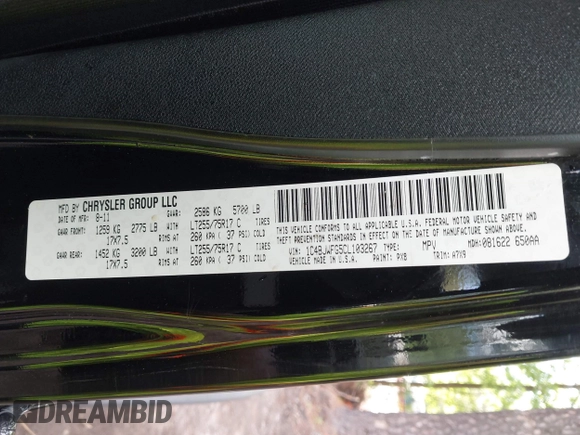 MFD BY CHRYSLER GROUP LLC
DATE OF MFR: 8-11 GVWR: 2586 KG 5700 LB
GAWR FRONT: 1259 KG 2775 LB WITH LT255/75R17 C TIRES
17X7.5 RIMS AT 260 KPA ( 37 PSI) COLD
GAWR REAR: 1452 KG 3200 LB WITH LT255/75R17 C TIRES
17X7.5 RIMS AT 260 KPA ( 37 PSI) COLD
THIS VEHICLE CONFORMS TO ALL APPLICABLE U.S.A. FEDERAL MOTOR VEHICLE SAFETY AND
THEFT PREVENTION STANDARDS IN EFFECT ON THE DATE OF MANUFACTURE SHOWN ABOVE.
VIN: 1C4BJWFG5CL103267 TYPE: MPV MDH: 081622 650AA
VEHICLE MADE IN U.S.A. PAINT: PX8 TRIM: A7X9
DREAMBID